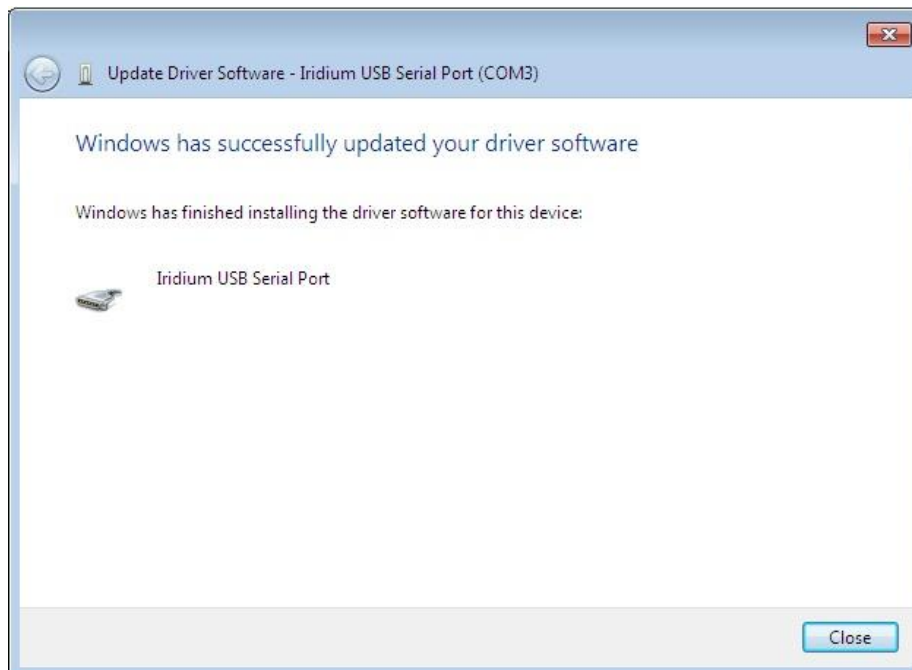 Update Driver Software - Iridium USB Serial Port (COM3)
Windows has successfully updated your driver software
Windows has finished installing the driver software for this device:
Iridium USB Serial Port
Close